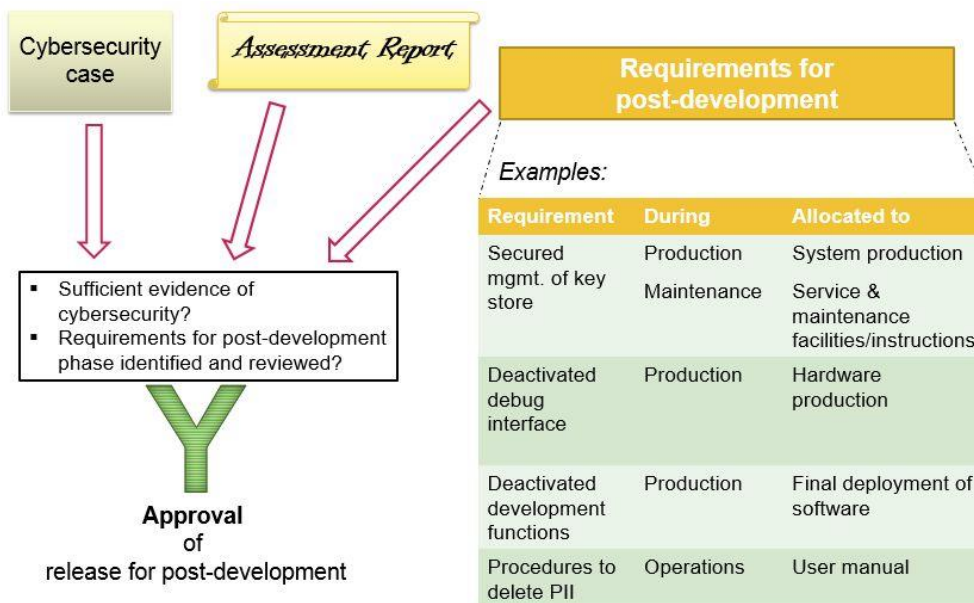 Cybersecurity
case
Assessment Report
Requirements for
post-development
Examples:
Requirement During Allocated to
Secured
mgmt. of key
store
Production
Maintenance
System production
Service &
maintenance
facilities/instructions
Deactivated
debug
interface
Production
Hardware
production
Deactivated
development
functions
Production
Final deployment of
software
Procedures to
delete PII
Operations
User manual
▪ Sufficient evidence of
cybersecurity?
▪ Requirements for post-development
phase identified and reviewed?
Y
Approval
of
release for post-development